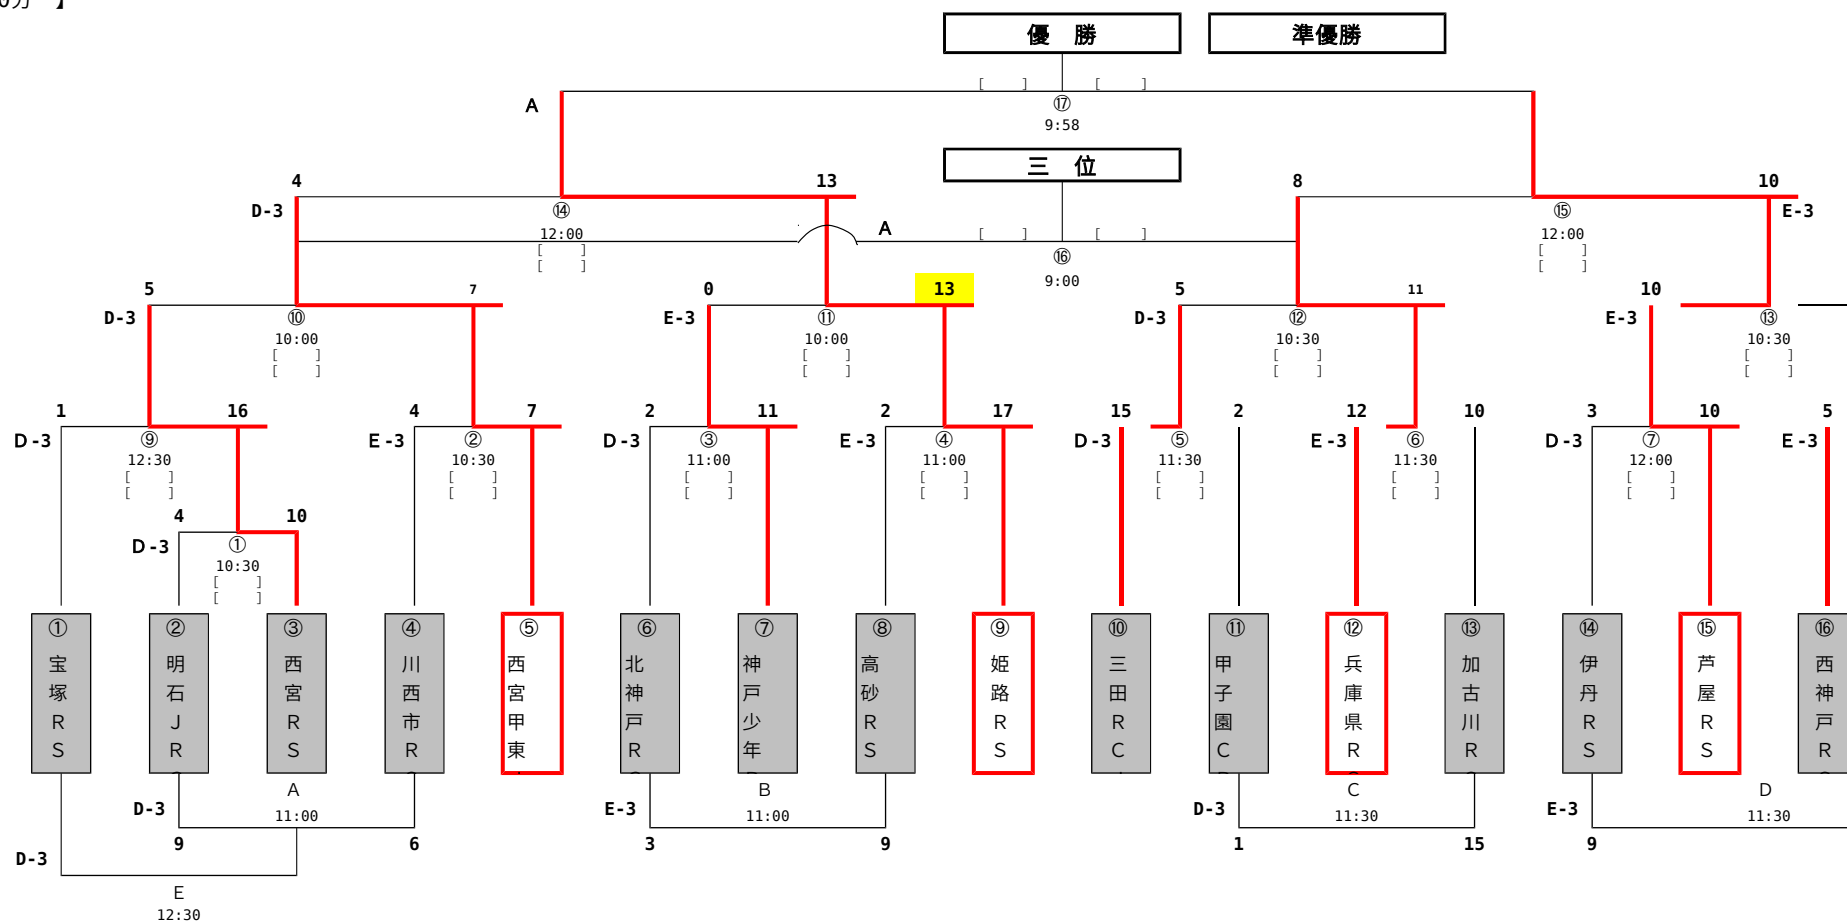 0分 】
優 勝
準優勝
[ ] [ ]
A
⑰
9:58
三 位
4 13 8 10
D-3 ⑭ ⑮ E-3
A [ ] [ ]
12:00 12:00
[ ] [ ]
[ ] [ ]
⑯
9:00
5 7 0 13 5 11 10
D-3 ⑩ E-3 ⑪ D-3 ⑫ E-3 ⑬
10:00 10:00 10:30 10:30
[ ] [ ] [ ] [ ]
[ ] [ ] [ ] [ ]
1 16 4 7 2 11 2 17 15 2 12 10 3 10 5
D-3 ⑨ E-3 ② D-3 ③ E-3 ④ D-3 ⑤ E-3 ⑥ D-3 ⑦ E-3
12:30 10:30 11:00 11:00 11:30 11:30 12:00
[ ] [ ] [ ] [ ] [ ] [ ] [ ]
[ ] [ ] [ ] [ ] [ ] [ ] [ ]
4 10
D-3 ①
10:30
[ ]
[ ]
① 宝塚RS
② 明石JR
③ 西宮RS
④ 川西市R
⑤ 西宮甲東
⑥ 北神戸R
⑦ 神戸少年
⑧ 高砂RS
⑨ 姫路RS
⑩ 三田RC
⑪ 甲子園C
⑫ 兵庫県R
⑬ 加古川R
⑭ 伊丹RS
⑮ 芦屋RS
⑯ 西神戸R
A B C D
D-3 11:00 E-3 11:00 D-3 11:30 E-3 11:30
9 6 3 9 1 15 9
D-3
E
12:30